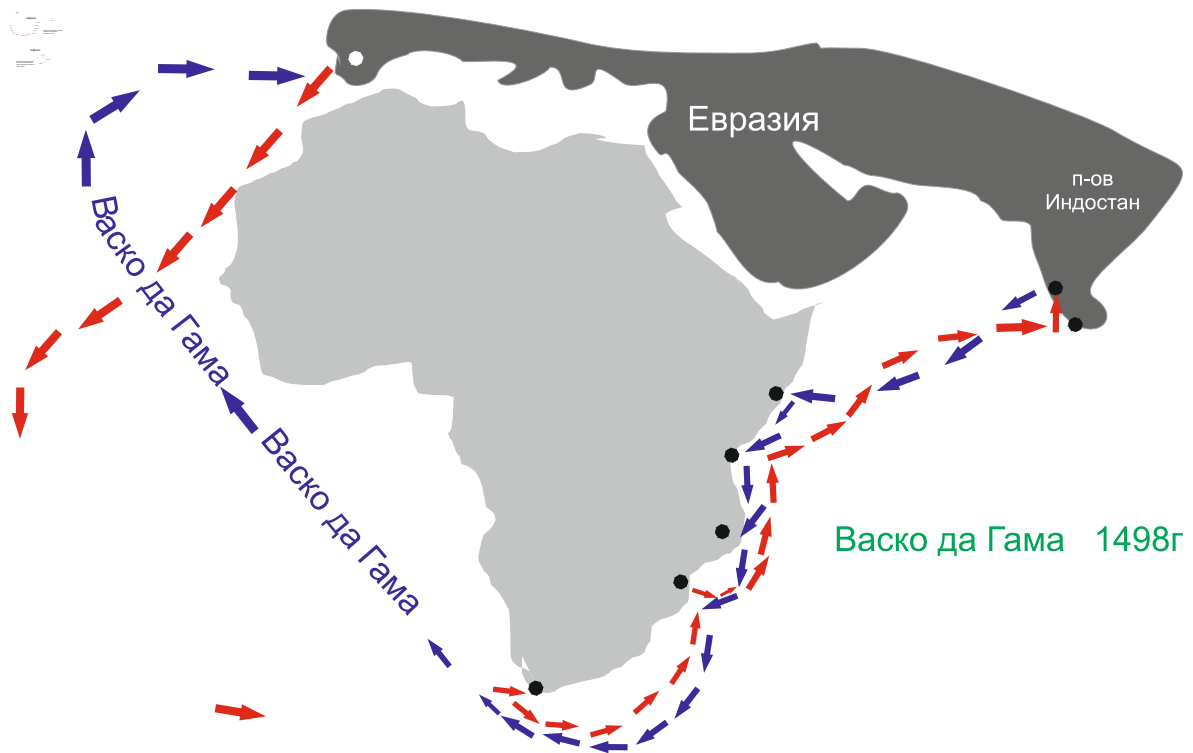 Евразия
п-ов
Индостан
Васко да Гама
Васко да Гама
Васко да Гама 1498г